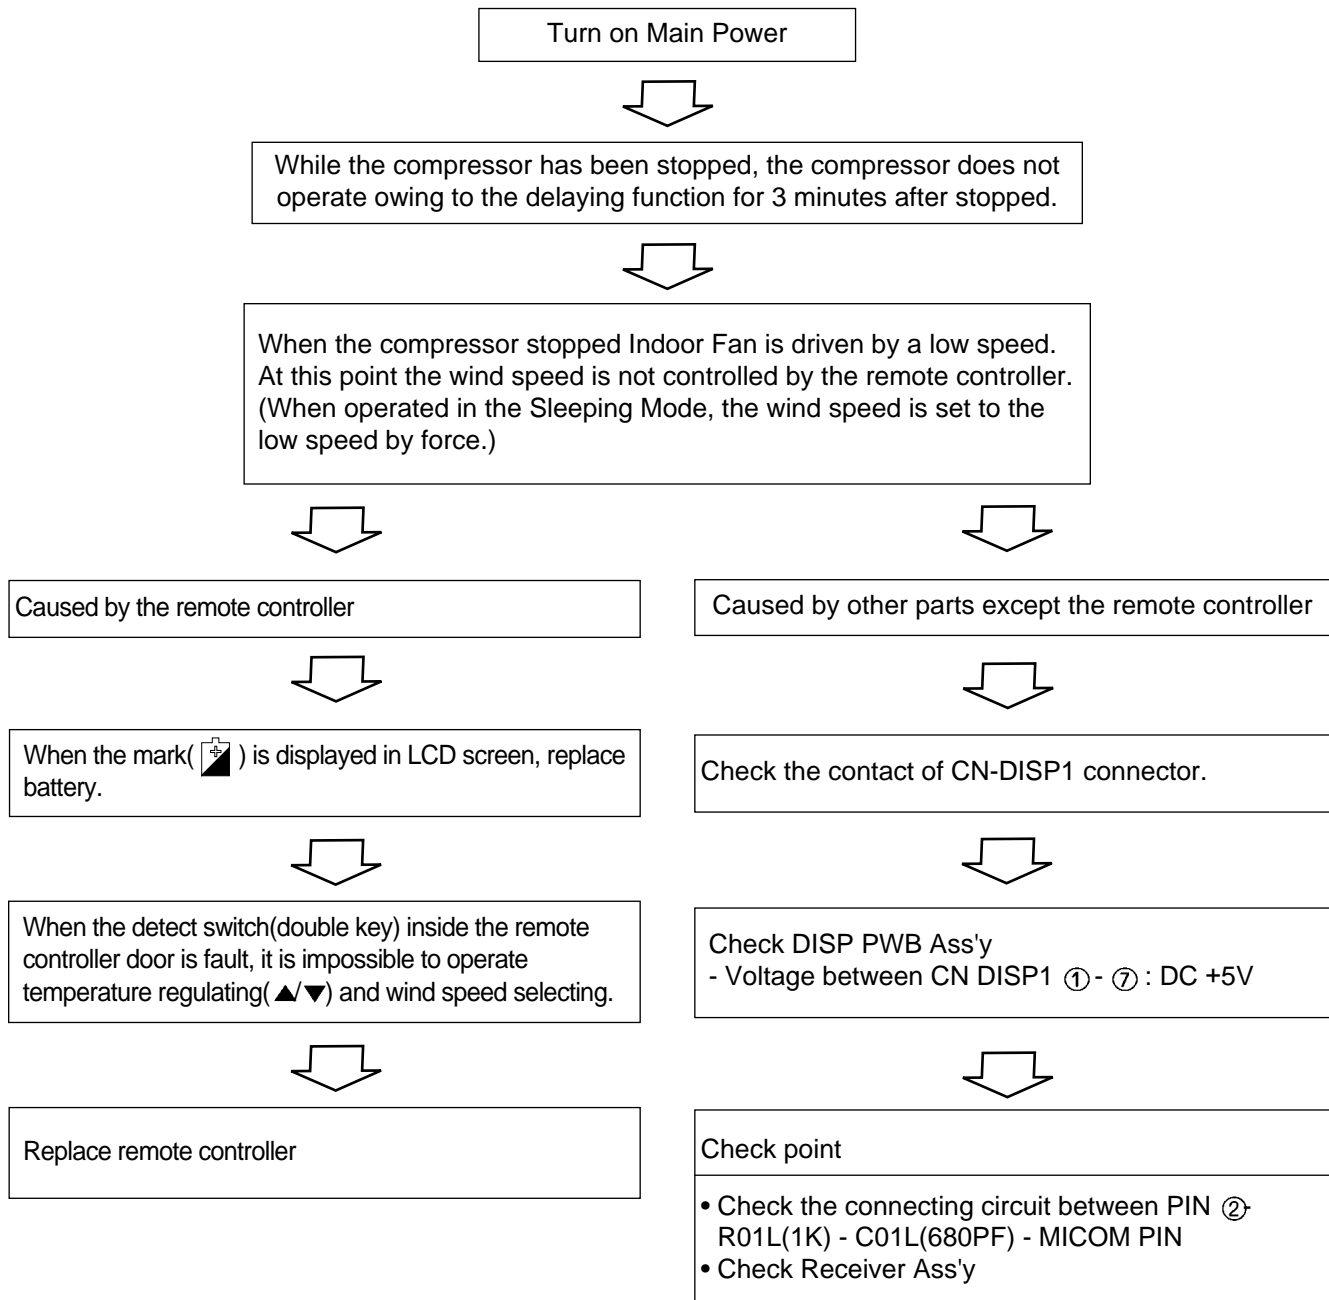 Turn on Main Power
While the compressor has been stopped, the compressor does not
operate owing to the delaying function for 3 minutes after stopped.
When the compressor stopped Indoor Fan is driven by a low speed.
At this point the wind speed is not controlled by the remote controller.
(When operated in the Sleeping Mode, the wind speed is set to the
low speed by force.)
Caused by the remote controller
When the mark( ) is displayed in LCD screen, replace
battery.
When the detect switch(double key) inside the remote
controller door is fault, it is impossible to operate
temperature regulating(▲/▼) and wind speed selecting.
Replace remote controller
Caused by other parts except the remote controller
Check the contact of CN-DISP1 connector.
Check DISP PWB Ass'y
- Voltage between CN DISP1 ① - ⑦ : DC +5V
Check point
• Check the connecting circuit between PIN ②-
R01L(1K) - C01L(680PF) - MICOM PIN
• Check Receiver Ass'y